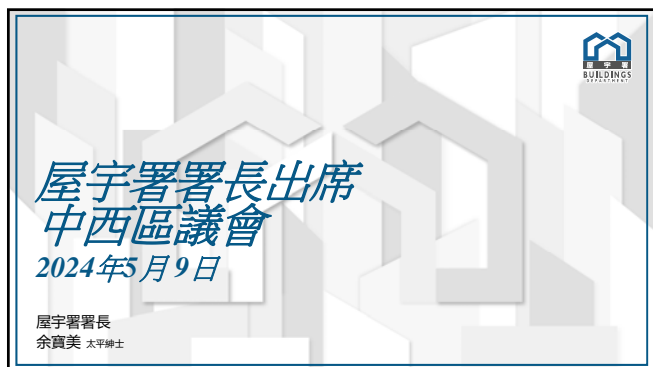 屋宇署
BUILDINGS
DEPARTMENT
屋宇署署長出席
中西區議會
2024年5月9日
屋宇署署長
余寶美 太平紳士